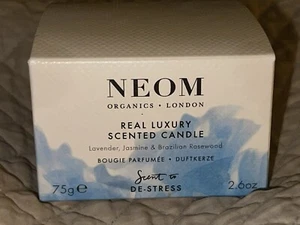 NEOM
ORGANICS • LONDON
REAL LUXURY
SCENTED CANDLE
Lavender, Jasmine & Brazilian Rosewood
BOUGIE PARFUMÉE • DUFTKERZE
Scent to
DE-STRESS
75g℮ 2.6oz